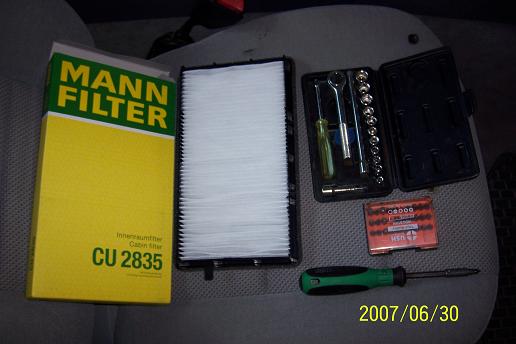 MANN
FILTER
Innenraumfilter
Cabin filter
CU 2835
2007/06/30